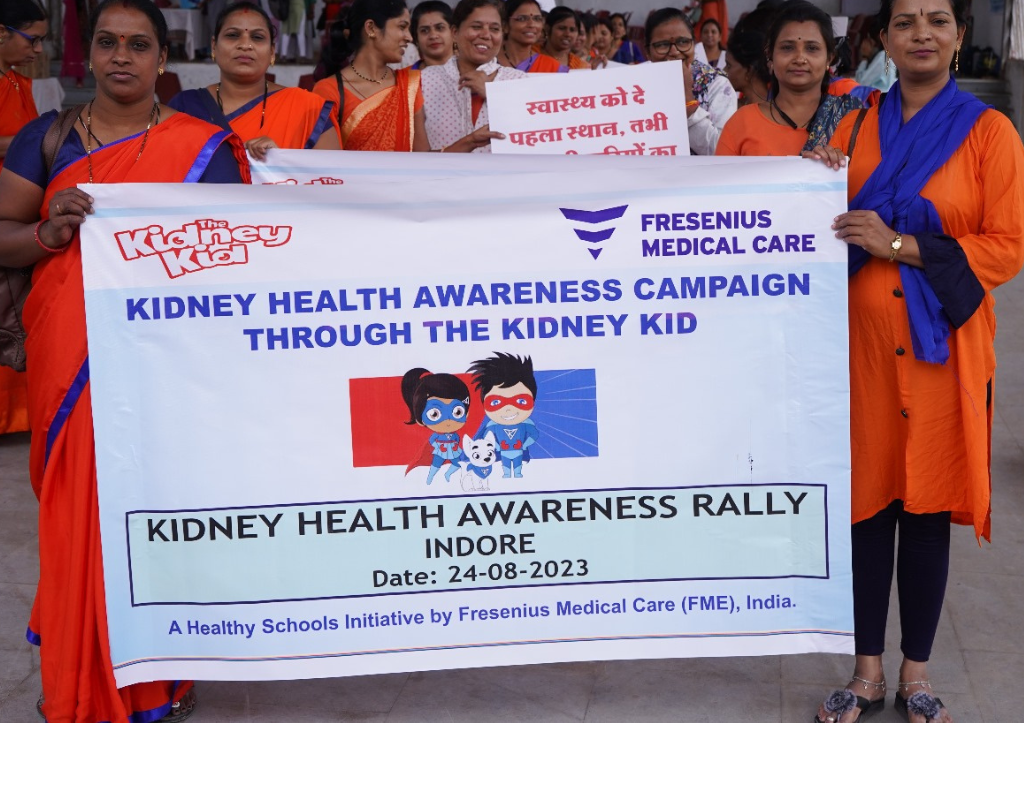 स्वास्थ्य को दे
पहला स्थान, तभी
का
The
Kidney
Kid
FRESENIUS
MEDICAL CARE
KIDNEY HEALTH AWARENESS CAMPAIGN
THROUGH THE KIDNEY KID
KIDNEY HEALTH AWARENESS RALLY
INDORE
Date: 24-08-2023
A Healthy Schools Initiative by Fresenius Medical Care (FME), India.